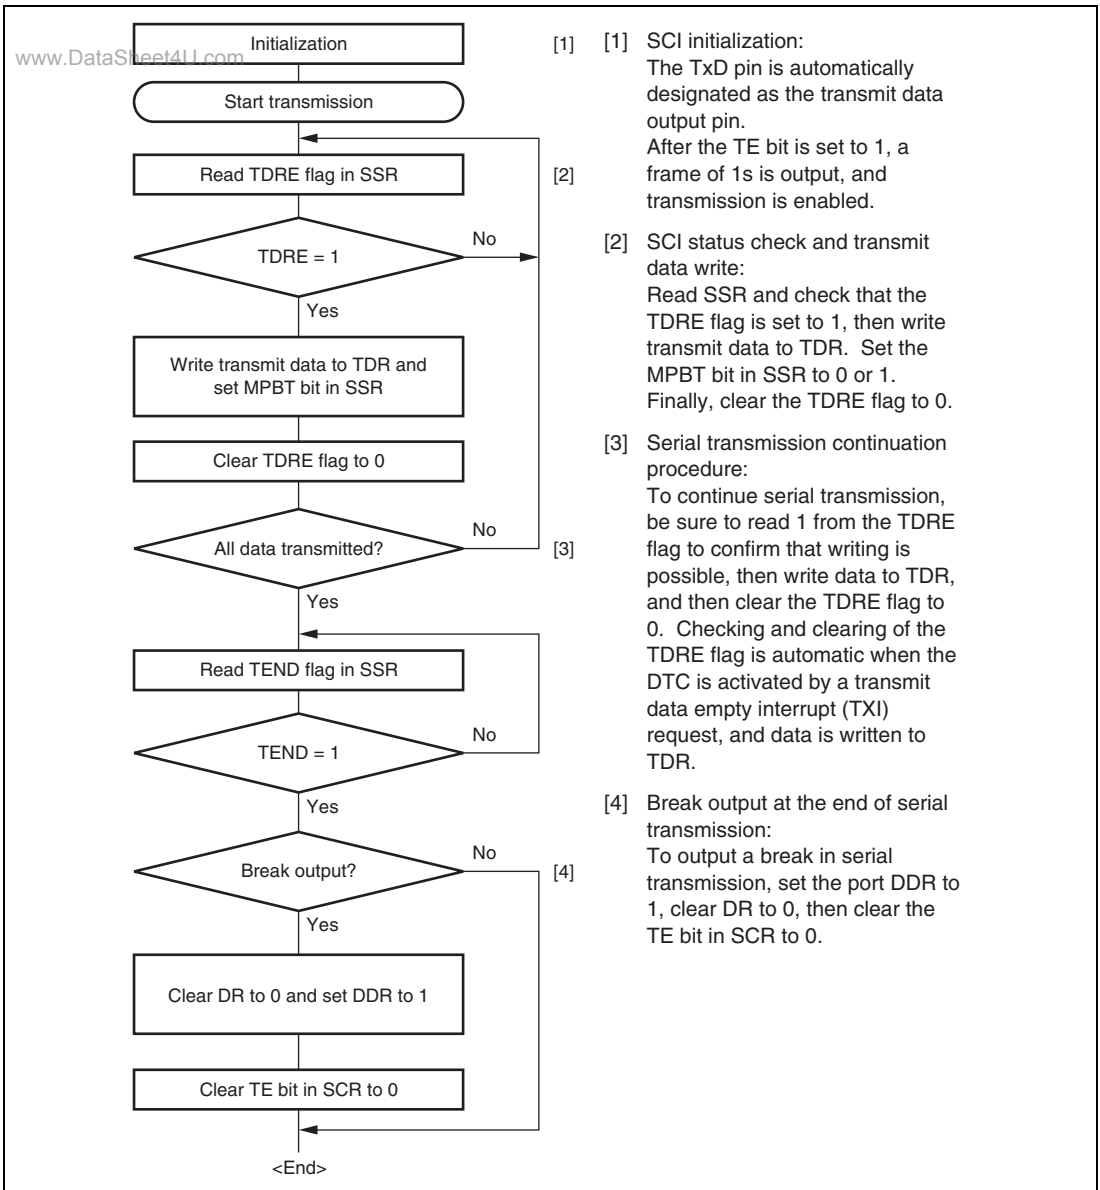 www.DataSheet4U.com
Initialization
[1]
Start transmission
Read TDRE flag in SSR
[2]
No
TDRE = 1
Yes
Write transmit data to TDR and
set MPBT bit in SSR
Clear TDRE flag to 0
No
All data transmitted?
[3]
Yes
Read TEND flag in SSR
No
TEND = 1
Yes
No
Break output?
[4]
Yes
Clear DR to 0 and set DDR to 1
Clear TE bit in SCR to 0
<End>
[1] SCI initialization:
The TxD pin is automatically
designated as the transmit data
output pin.
After the TE bit is set to 1, a
frame of 1s is output, and
transmission is enabled.
[2] SCI status check and transmit
data write:
Read SSR and check that the
TDRE flag is set to 1, then write
transmit data to TDR. Set the
MPBT bit in SSR to 0 or 1.
Finally, clear the TDRE flag to 0.
[3] Serial transmission continuation
procedure:
To continue serial transmission,
be sure to read 1 from the TDRE
flag to confirm that writing is
possible, then write data to TDR,
and then clear the TDRE flag to
0. Checking and clearing of the
TDRE flag is automatic when the
DTC is activated by a transmit
data empty interrupt (TXI)
request, and data is written to
TDR.
[4] Break output at the end of serial
transmission:
To output a break in serial
transmission, set the port DDR to
1, clear DR to 0, then clear the
TE bit in SCR to 0.